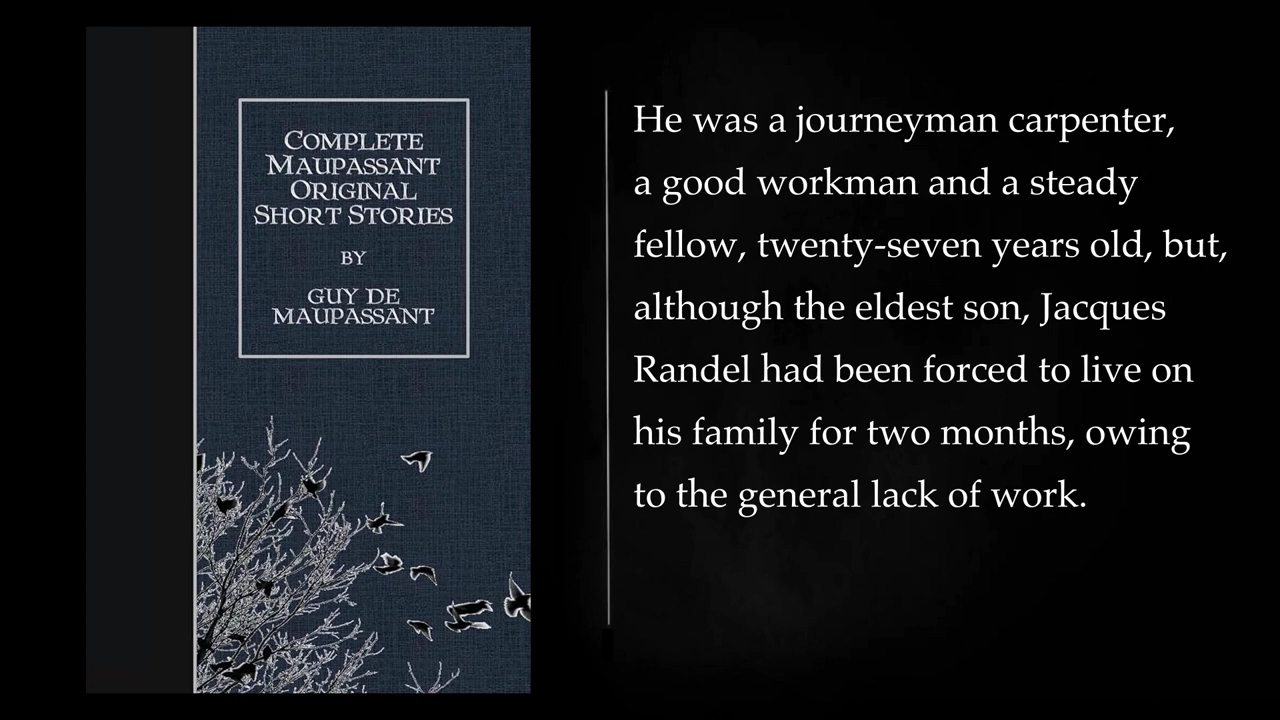 COMPLETE
MAUPASSANT
ORIGINAL
SHORT STORIES
BY
GUY DE
MAUPASSANT
He was a journeyman carpenter,
a good workman and a steady
fellow, twenty-seven years old, but,
although the eldest son, Jacques
Randel had been forced to live on
his family for two months, owing
to the general lack of work.